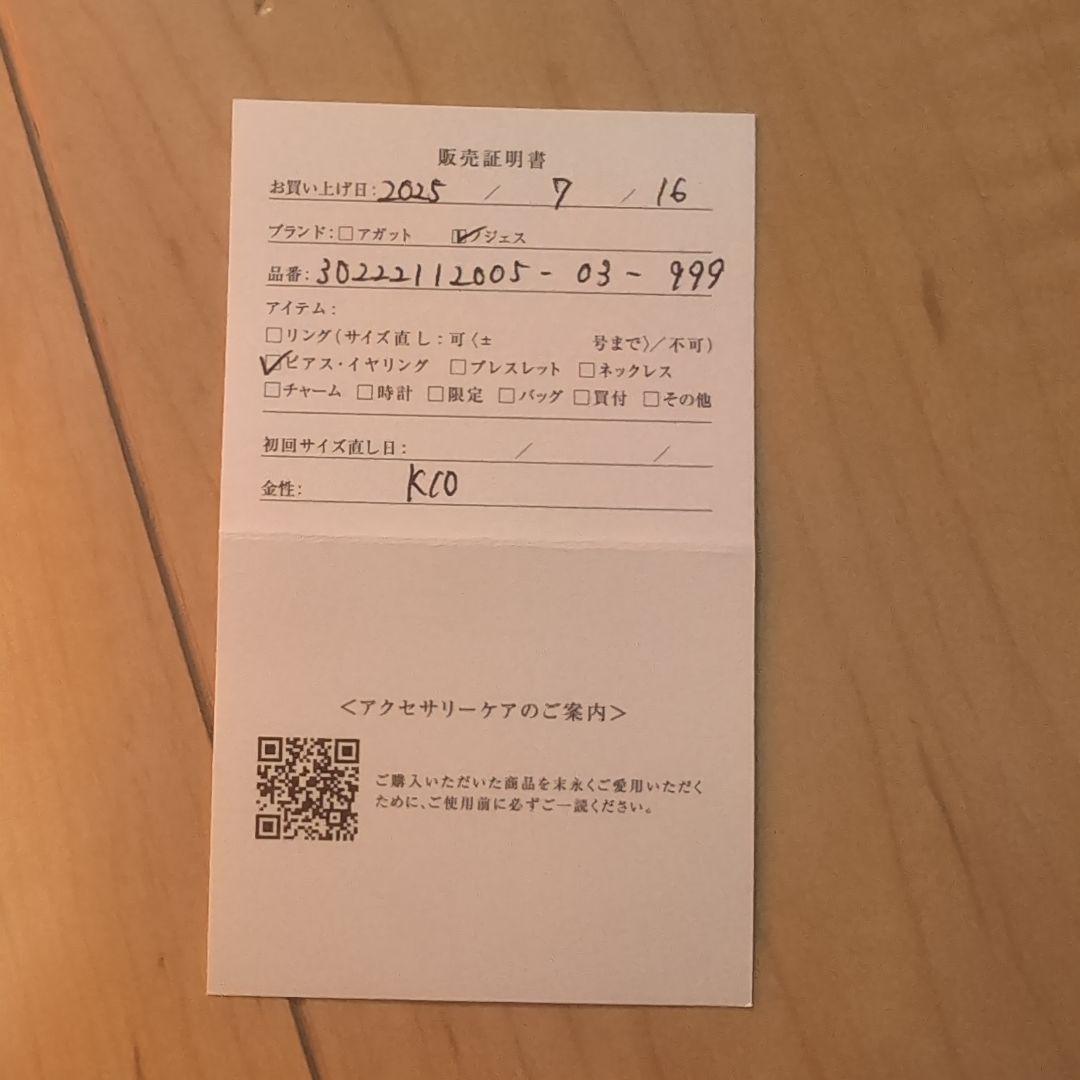 販売証明書
お買い上げ日:2025 / 7 / 16
ブランド:□アガット ☑ノジェス
品番:30222112005-03-999
アイテム:
□リング(サイズ直し:可〈± 号まで〉/不可)
☑ピアス・イヤリング □ブレスレット □ネックレス
□チャーム □時計 □限定 □バッグ □買付 □その他
初回サイズ直し日: / /
金性: K10
<アクセサリーケアのご案内>
ご購入いただいた商品を末永くご愛用いただく
ために、ご使用前に必ずご一読ください。